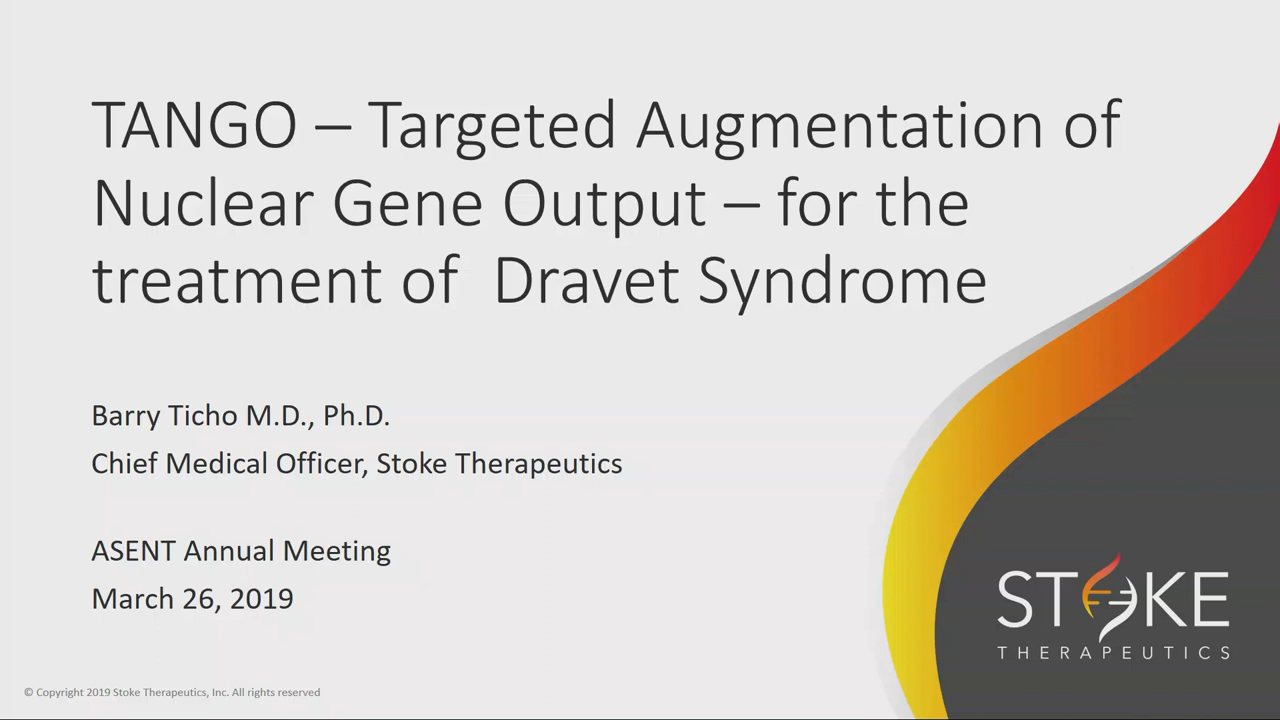 TANGO – Targeted Augmentation of
Nuclear Gene Output – for the
treatment of  Dravet Syndrome
Barry Ticho M.D., Ph.D.
Chief Medical Officer, Stoke Therapeutics
ASENT Annual Meeting
March 26, 2019
STOKE
THERAPEUTICS
© Copyright 2019 Stoke Therapeutics, Inc. All rights reserved